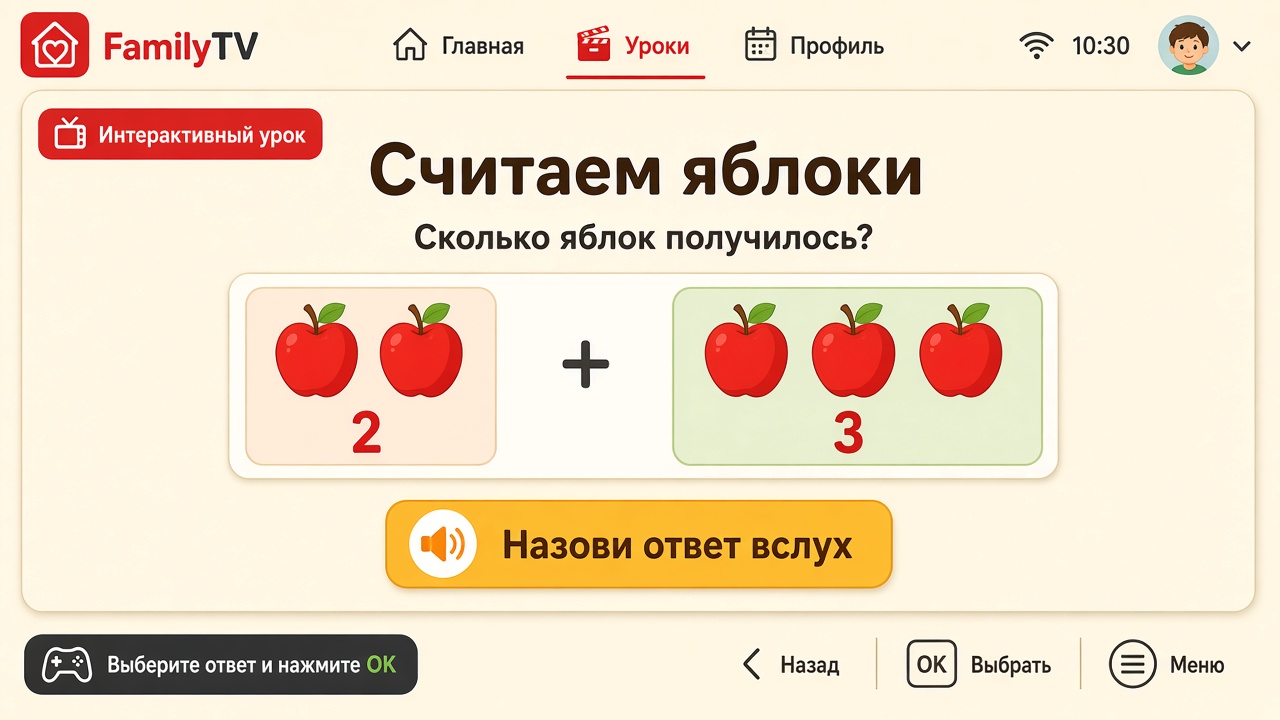 FamilyTV
Главная
Уроки
Профиль
10:30
Интерактивный урок
Считаем яблоки
Сколько яблок получилось?
2
+
3
Назови ответ вслух
Выберите ответ и нажмите OK
Назад
OK
Выбрать
Меню